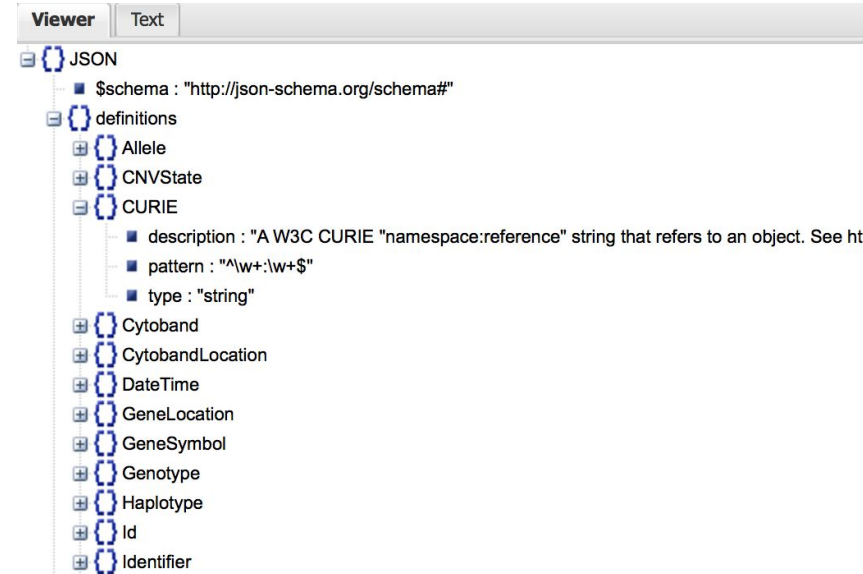 Viewer Text
JSON
$schema : "http://json-schema.org/schema#"
definitions
Allele
CNVState
CURIE
description : "A W3C CURIE "namespace:reference" string that refers to an object. See ht
pattern : "^\w+:\w+$"
type : "string"
Cytoband
CytobandLocation
DateTime
GeneLocation
GeneSymbol
Genotype
Haplotype
Id
Identifier